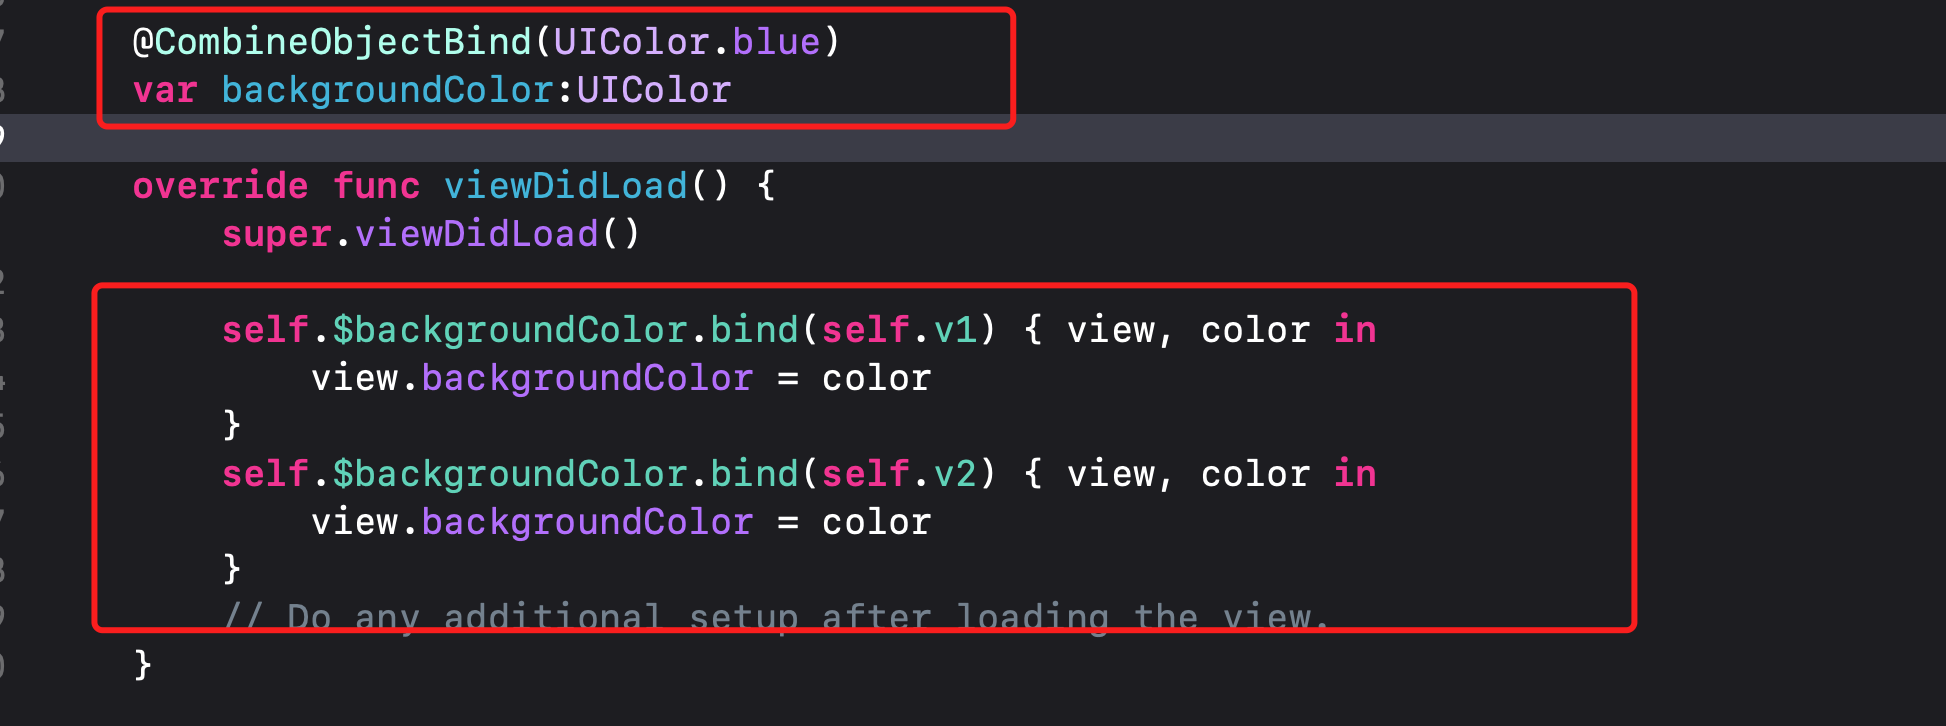 @CombineObjectBind(UIColor.blue)
var backgroundColor:UIColor
override func viewDidLoad() {
super.viewDidLoad()
self.$backgroundColor.bind(self.v1) { view, color in
view.backgroundColor = color
}
self.$backgroundColor.bind(self.v2) { view, color in
view.backgroundColor = color
}
// Do any additional setup after loading the view.
}